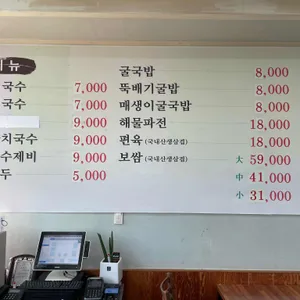 뉴
국수 7,000
국수 8,000
9,000
치국수 9,000
수제비 9,000
두 5,000
굴국밥 8,000
뚝배기굴밥 8,000
매생이굴국밥 8,000
해물파전 18,000
편육 (국내산생삼겹) 18,000
보쌈 (국내산생삼겹) 大 59,000
中 41,000
小 31,000